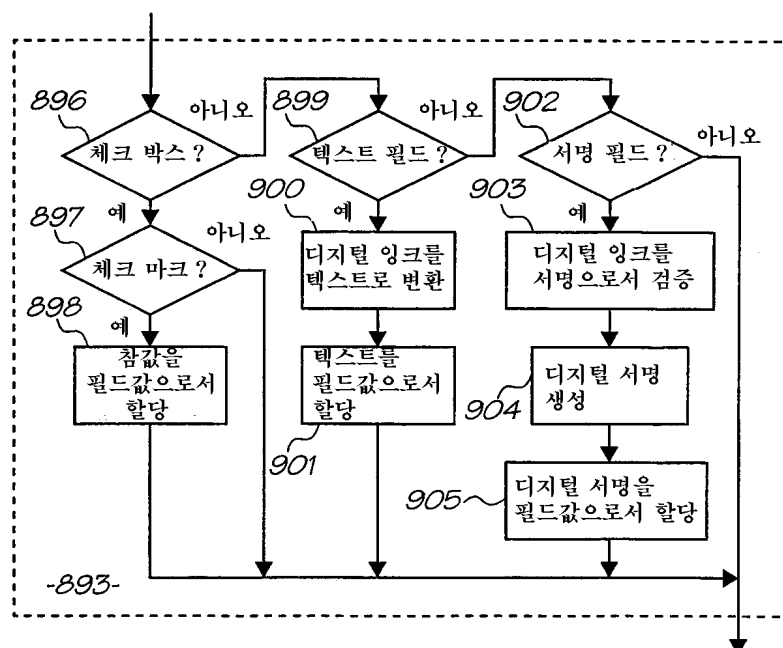 896
아니오
899
아니오
902
아니오
체크 박스 ?
텍스트 필드 ?
서명 필드 ?
예
900
예
903
예
897
아니오
체크 마크 ?
디지털 잉크를
텍스트로 변환
디지털 잉크를
서명으로서 검증
898
예
참값을
필드값으로서
할당
텍스트를
필드값으로서
할당
901
디지털 서명
생성
904
905
디지털 서명을
필드값으로서 할당
-893-